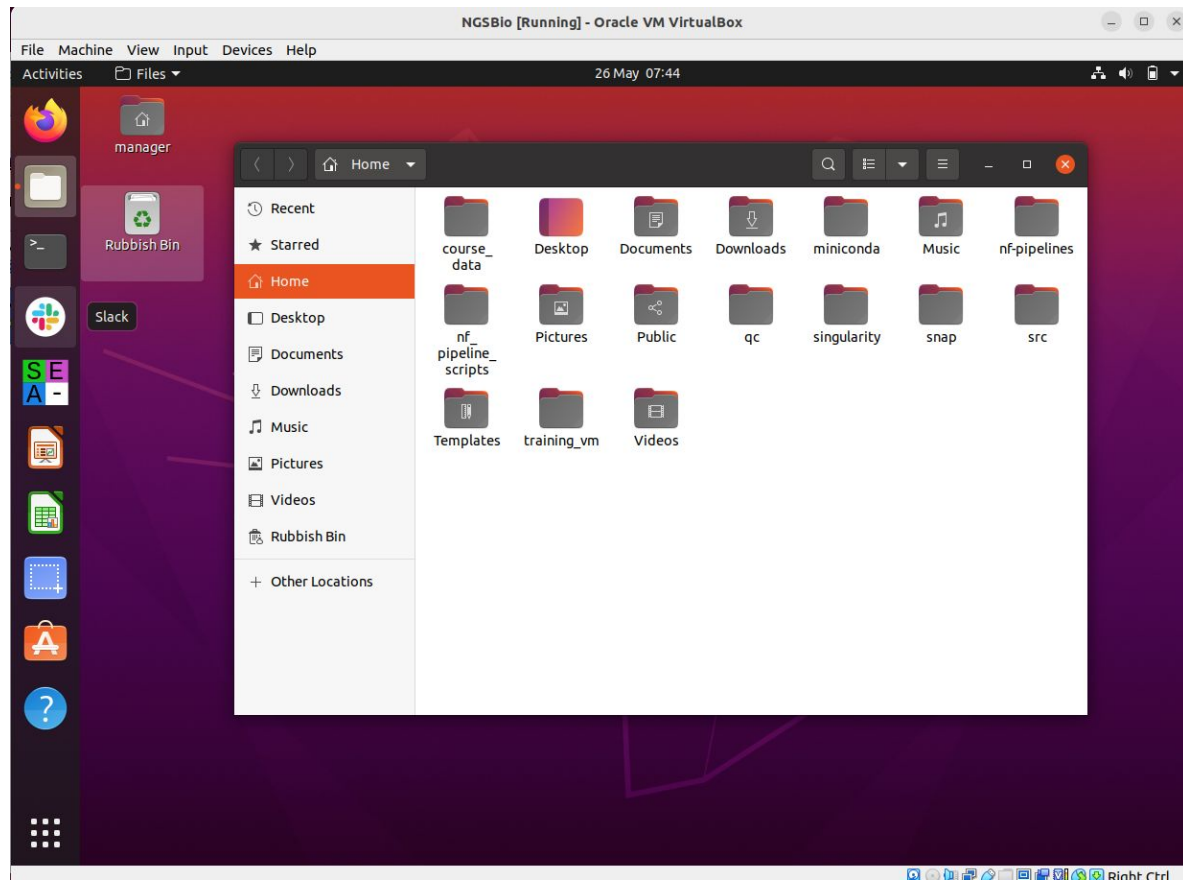 NGSBio [Running] - Oracle VM VirtualBox
File Machine View Input Devices Help
Activities Files 26 May 07:44
manager
Rubbish Bin
Slack
>_
S E
A -
A
?
Home
Recent
Starred
Home
Desktop
Documents
Downloads
Music
Pictures
Videos
Rubbish Bin
+ Other Locations
course_
data
Desktop
Documents
Downloads
miniconda
Music
nf-pipelines
nf_
pipeline_
scripts
Pictures
Public
qc
singularity
snap
src
Templates
training_vm
Videos
Right Ctrl